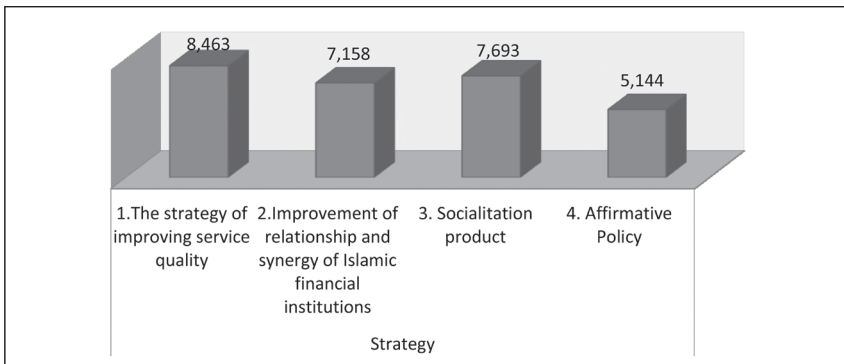 8,463
7,158
7,693
5,144
1.The strategy of
improving service
quality
2.Improvement of
relationship and
synergy of Islamic
financial
institutions
3. Socialitation
product
4. Affirmative
Policy
Strategy